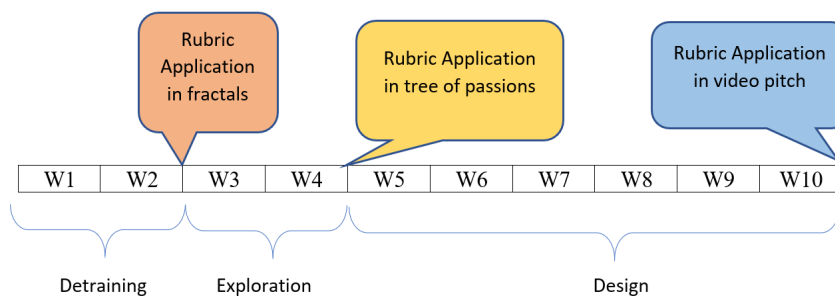 Rubric
Application
in fractals
Rubric Application
in tree of passions
Rubric Application
in video pitch
W1 W2 W3 W4 W5 W6 W7 W8 W9 W10
Detraining Exploration Design